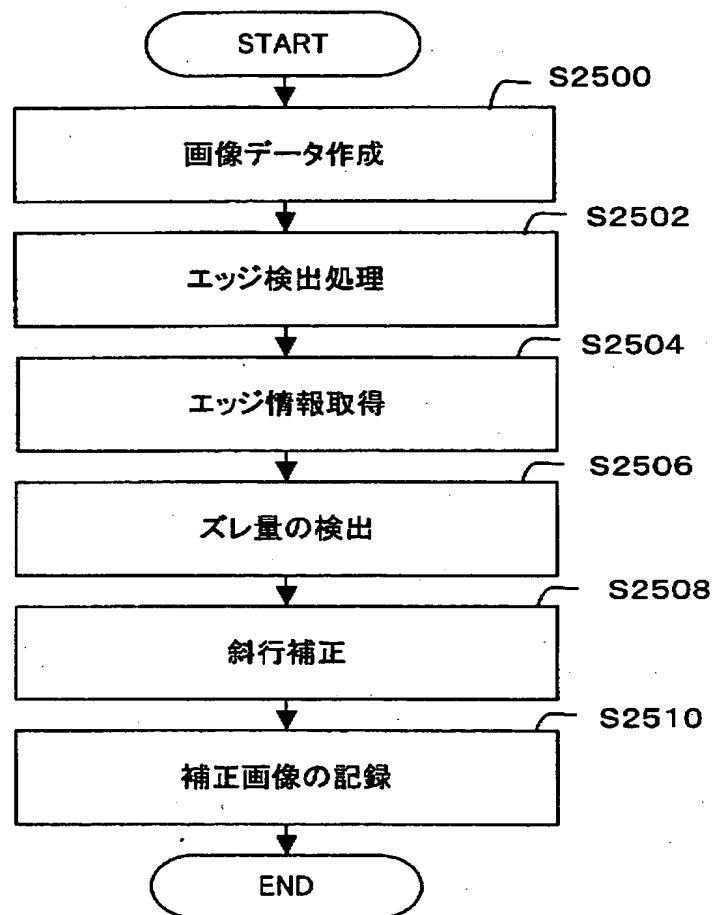 START
S2500
画像データ作成
S2502
エッジ検出処理
S2504
エッジ情報取得
S2506
ズレ量の検出
S2508
斜行補正
S2510
補正画像の記録
END